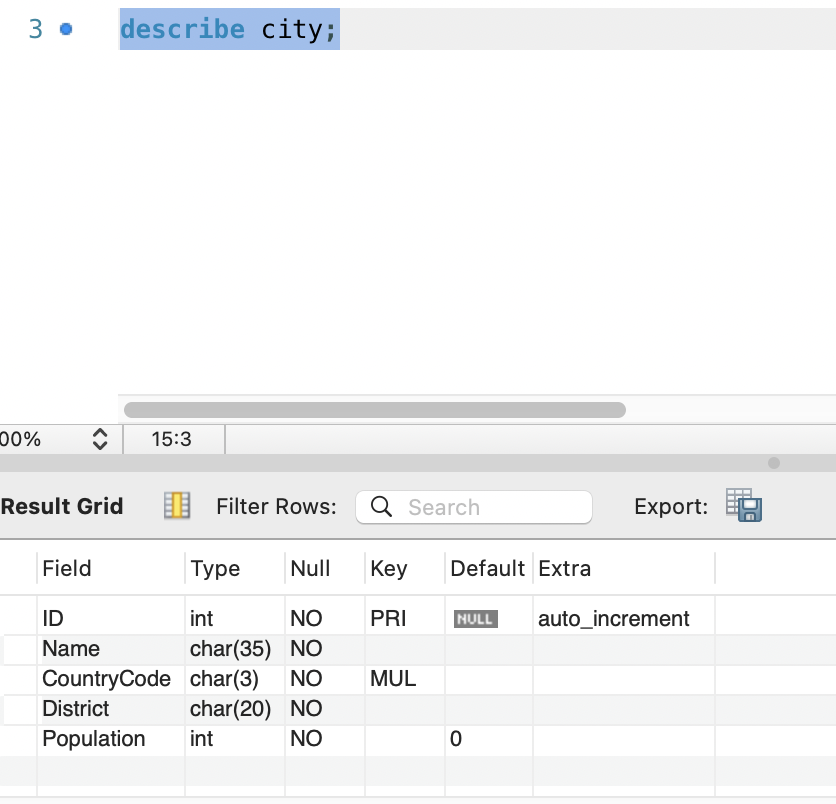 3 describe city;
00% 15:3
Result Grid Filter Rows: Search Export:
Field Type Null Key Default Extra
ID int NO PRI NULL auto_increment
Name char(35) NO
CountryCode char(3) NO MUL
District char(20) NO
Population int NO 0